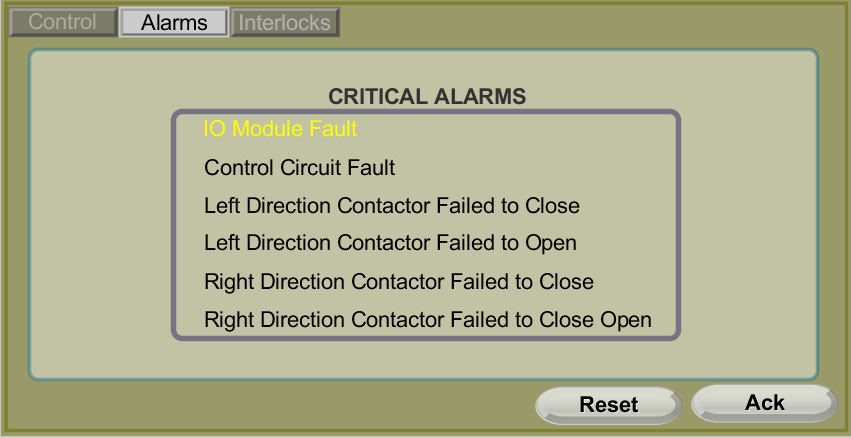 Control Alarms Interlocks
CRITICAL ALARMS
IO Module Fault
Control Circuit Fault
Left Direction Contactor Failed to Close
Left Direction Contactor Failed to Open
Right Direction Contactor Failed to Close
Right Direction Contactor Failed to Close Open
Reset Ack